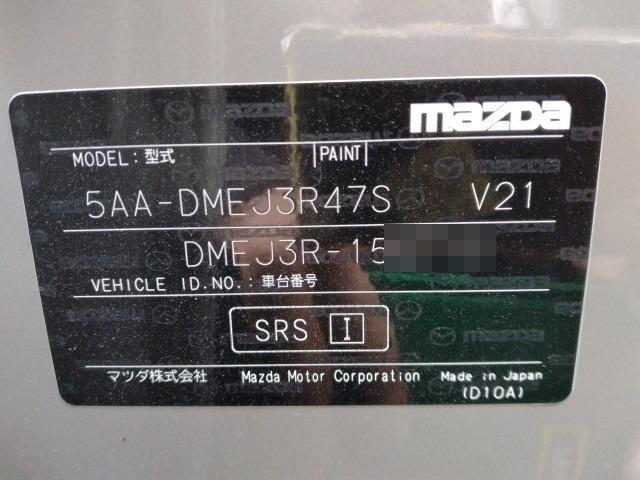 mazda
MODEL:型式 PAINT
5AA-DMEJ3R47S V21
DMEJ3R-15
VEHICLE ID.NO.:車台番号
SRS I
マツダ株式会社 Mazda Motor Corporation Made in Japan
(D10A)